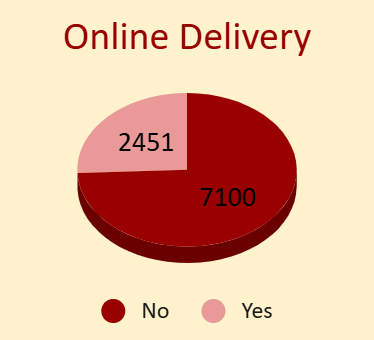 Online Delivery
2451
7100
No
Yes